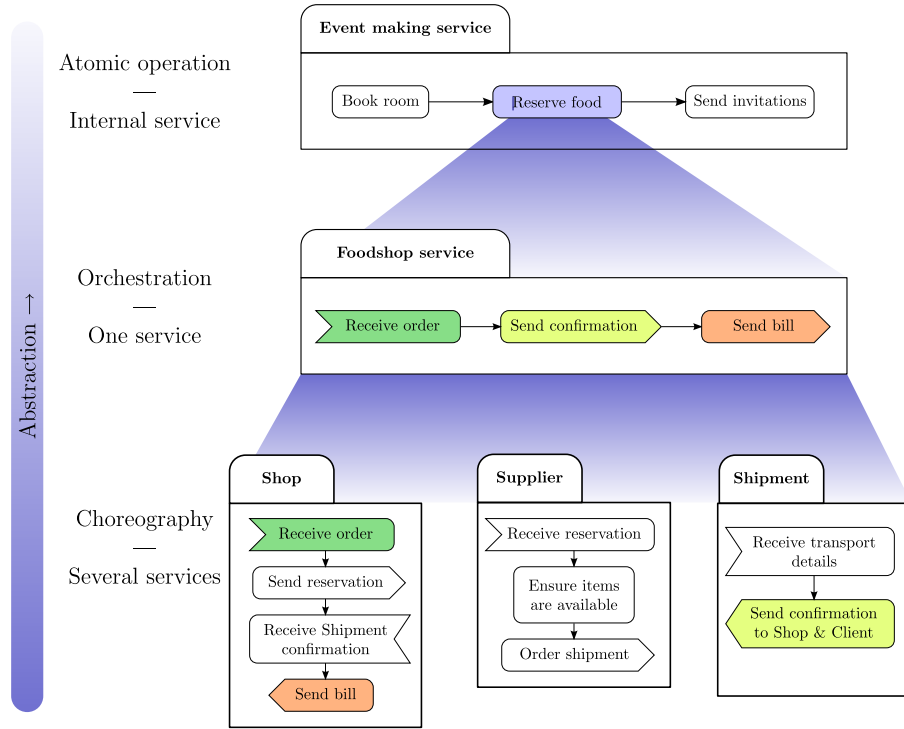 Event making service
Atomic operation
—
Internal service
Book room
Reserve food
Send invitations
Foodshop service
Orchestration
—
One service
Receive order
Send confirmation
Send bill
Abstraction →
Choreography
—
Several services
Shop
Receive order
Send reservation
Receive Shipment
confirmation
Send bill
Supplier
Receive reservation
Ensure items
are available
Order shipment
Shipment
Receive transport
details
Send confirmation
to Shop & Client